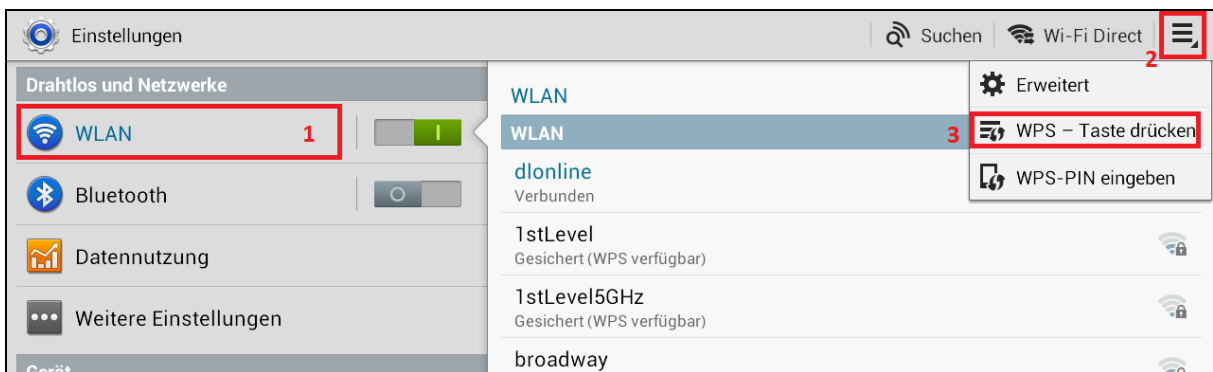 Einstellungen
Suchen
Wi-Fi Direct
2
Drahtlos und Netzwerke
WLAN 1
Bluetooth
Datennutzung
Weitere Einstellungen
Gerät
WLAN
WLAN
dlonline
Verbunden
1stLevel
Gesichert (WPS verfügbar)
1stLevel5GHz
Gesichert (WPS verfügbar)
broadway
Erweitert
3 WPS – Taste drücken
WPS-PIN eingeben